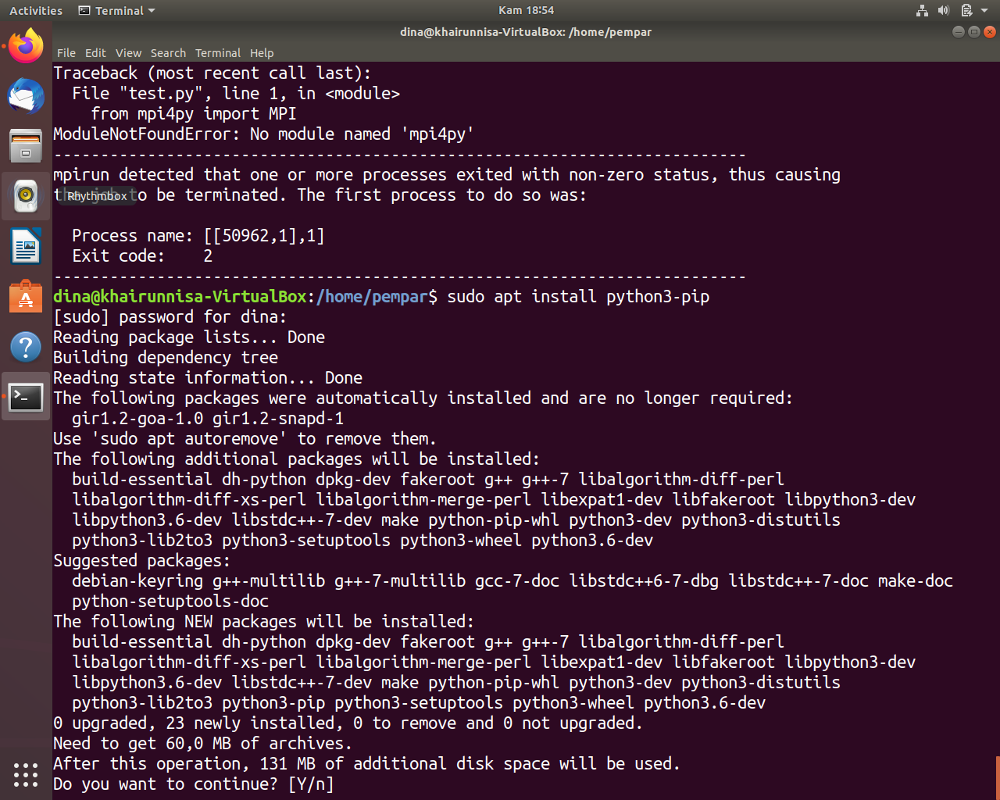 Activities Terminal Kam 18:54
dina@khairunnisa-VirtualBox: /home/pempar
File Edit View Search Terminal Help
Traceback (most recent call last):
  File "test.py", line 1, in <module>
    from mpi4py import MPI
ModuleNotFoundError: No module named 'mpi4py'
--------------------------------------------------------------------------
mpirun detected that one or more processes exited with non-zero status, thus causing
to be terminated. The first process to do so was:
Rhythmbox
  Process name: [[50962,1],1]
  Exit code:    2
--------------------------------------------------------------------------
dina@khairunnisa-VirtualBox:/home/pempar$ sudo apt install python3-pip
[sudo] password for dina:
Reading package lists... Done
Building dependency tree
Reading state information... Done
The following packages were automatically installed and are no longer required:
  gir1.2-goa-1.0 gir1.2-snapd-1
Use 'sudo apt autoremove' to remove them.
The following additional packages will be installed:
  build-essential dh-python dpkg-dev fakeroot g++ g++-7 libalgorithm-diff-perl
  libalgorithm-diff-xs-perl libalgorithm-merge-perl libexpat1-dev libfakeroot libpython3-dev
  libpython3.6-dev libstdc++-7-dev make python-pip-whl python3-dev python3-distutils
  python3-lib2to3 python3-setuptools python3-wheel python3.6-dev
Suggested packages:
  debian-keyring g++-multilib g++-7-multilib gcc-7-doc libstdc++6-7-dbg libstdc++-7-doc make-doc
  python-setuptools-doc
The following NEW packages will be installed:
  build-essential dh-python dpkg-dev fakeroot g++ g++-7 libalgorithm-diff-perl
  libalgorithm-diff-xs-perl libalgorithm-merge-perl libexpat1-dev libfakeroot libpython3-dev
  libpython3.6-dev libstdc++-7-dev make python-pip-whl python3-dev python3-distutils
  python3-lib2to3 python3-pip python3-setuptools python3-wheel python3.6-dev
0 upgraded, 23 newly installed, 0 to remove and 0 not upgraded.
Need to get 60,0 MB of archives.
After this operation, 131 MB of additional disk space will be used.
Do you want to continue? [Y/n]